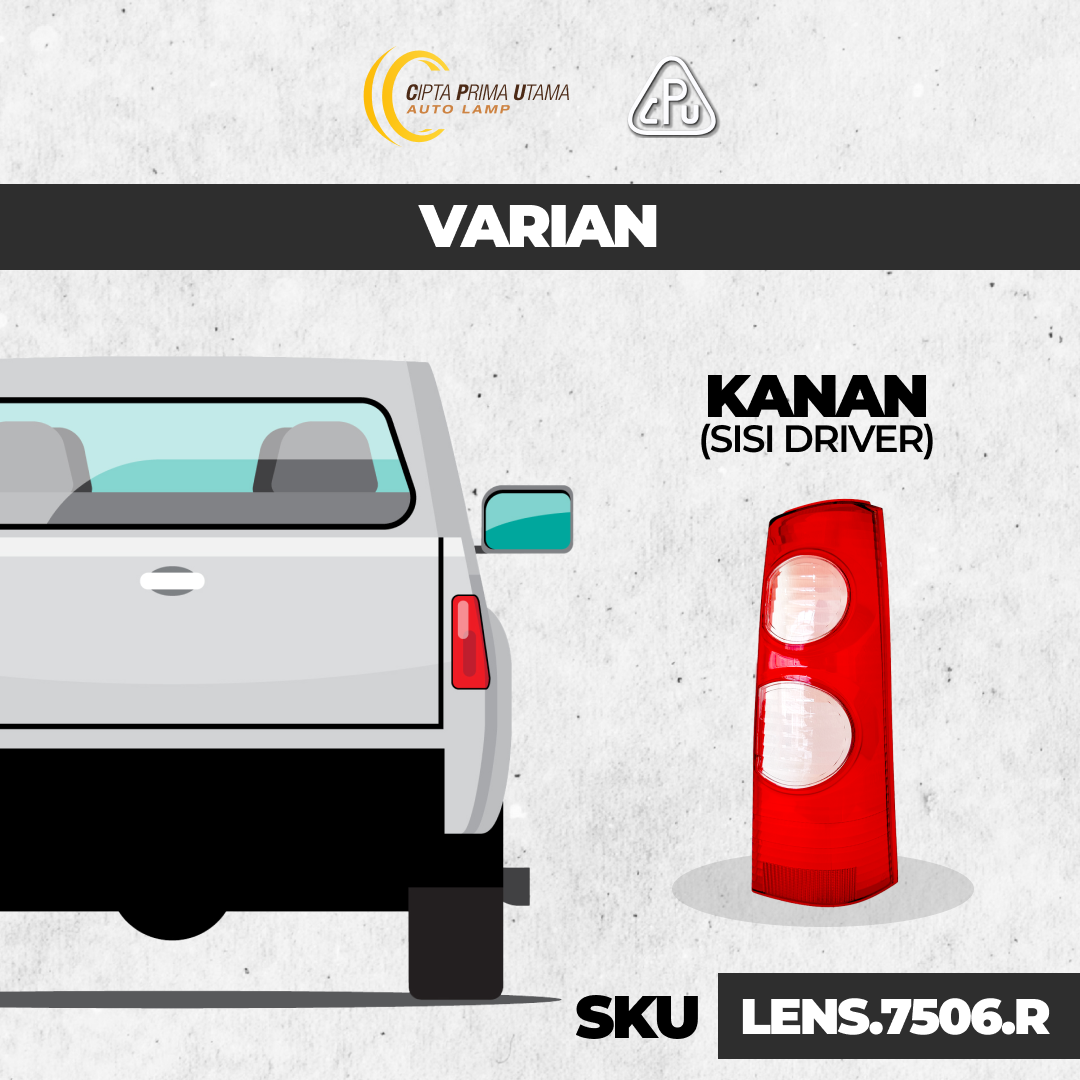 CIPTA PRIMA UTAMA
AUTO LAMP
CPU
VARIAN
KANAN
(SISI DRIVER)
SKU
LENS.7506.R